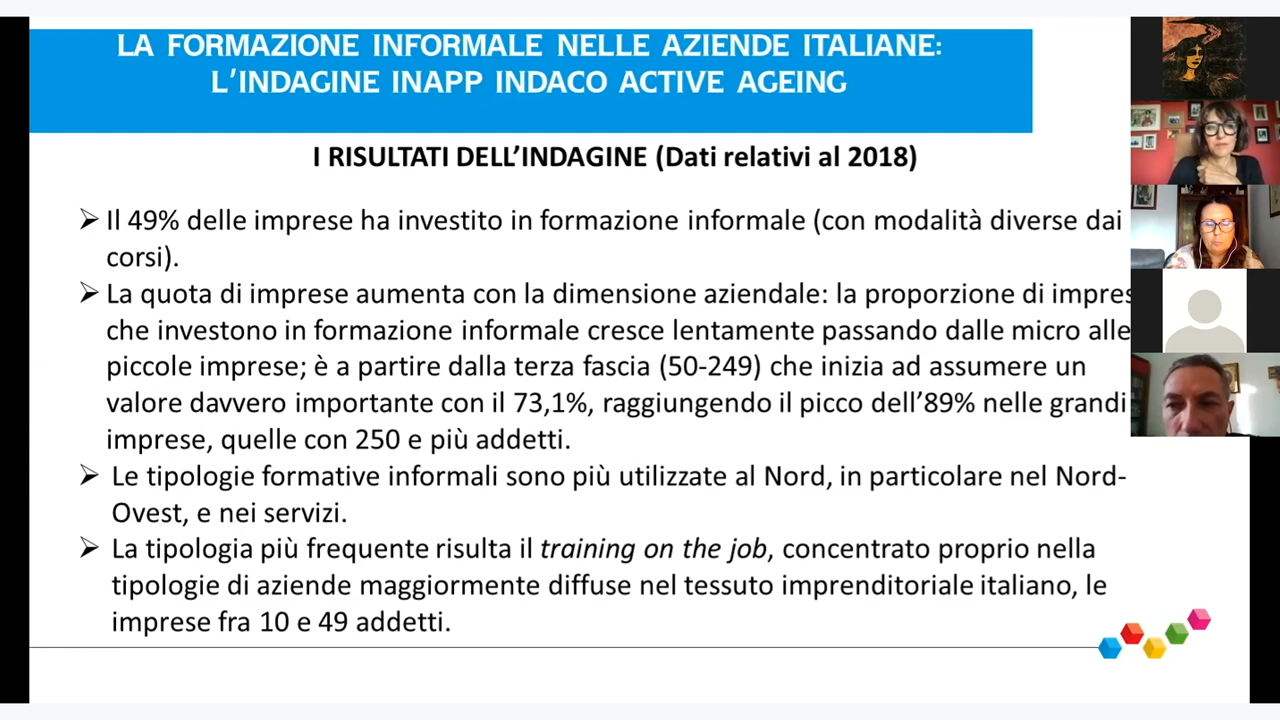 LA FORMAZIONE INFORMALE NELLE AZIENDE ITALIANE:
L'INDAGINE INAPP INDACO ACTIVE AGEING
I RISULTATI DELL'INDAGINE (Dati relativi al 2018)
Il 49% delle imprese ha investito in formazione informale (con modalità diverse dai
corsi).
La quota di imprese aumenta con la dimensione aziendale: la proporzione di impres
che investono in formazione informale cresce lentamente passando dalle micro alle
piccole imprese; è a partire dalla terza fascia (50-249) che inizia ad assumere un
valore davvero importante con il 73,1%, raggiungendo il picco dell'89% nelle grandi
imprese, quelle con 250 e più addetti.
Le tipologie formative informali sono più utilizzate al Nord, in particolare nel Nord-
Ovest, e nei servizi.
La tipologia più frequente risulta il training on the job, concentrato proprio nella
tipologie di aziende maggiormente diffuse nel tessuto imprenditoriale italiano, le
imprese fra 10 e 49 addetti.